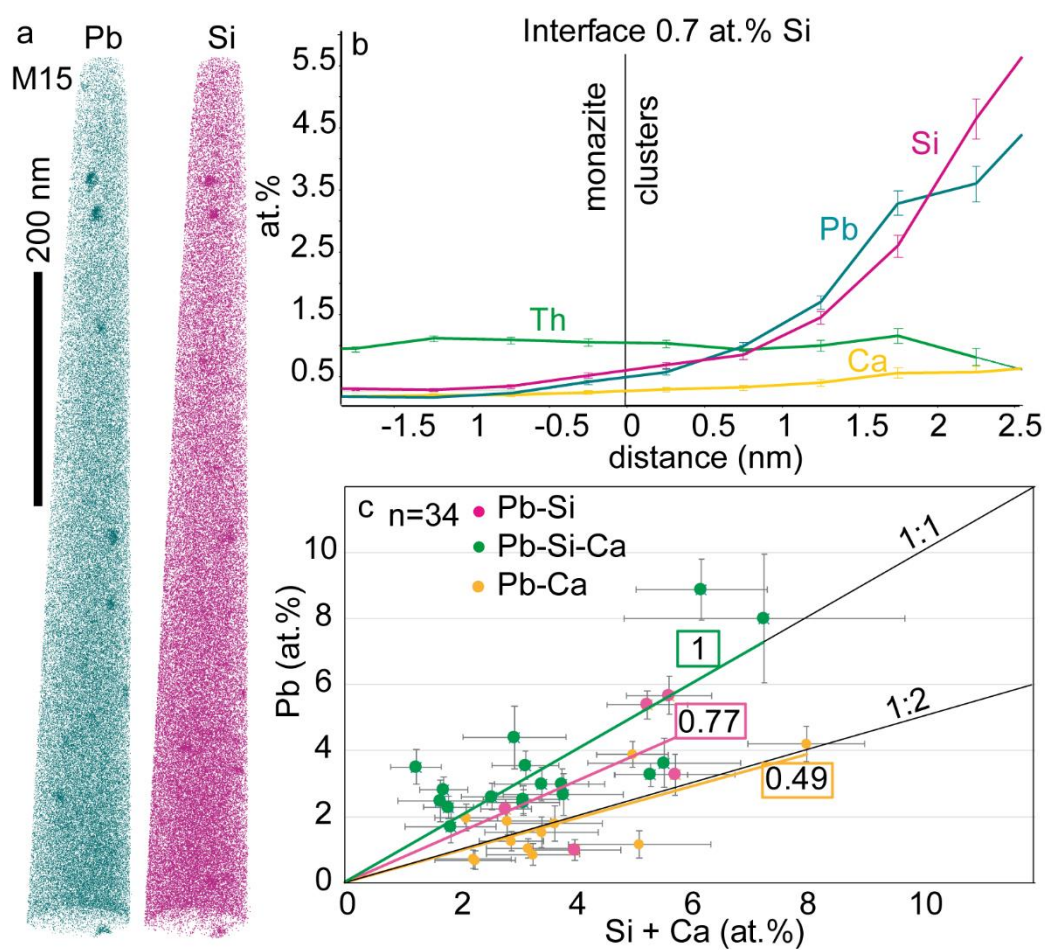 a
Pb
Si
M15
200 nm
b
Interface 0.7 at.% Si
5.5
4.5
3.5
2.5
1.5
0.5
at.%
monazite
clusters
Si
Pb
Th
Ca
-1.5 1 -0.5 0 0.5 1 1.5 2 2.5
distance (nm)
c n=34
Pb-Si
Pb-Si-Ca
Pb-Ca
1:1
1:2
1
0.77
0.49
10
8
6
4
2
0
Pb (at.%)
0 2 4 6 8 10
Si + Ca (at.%)